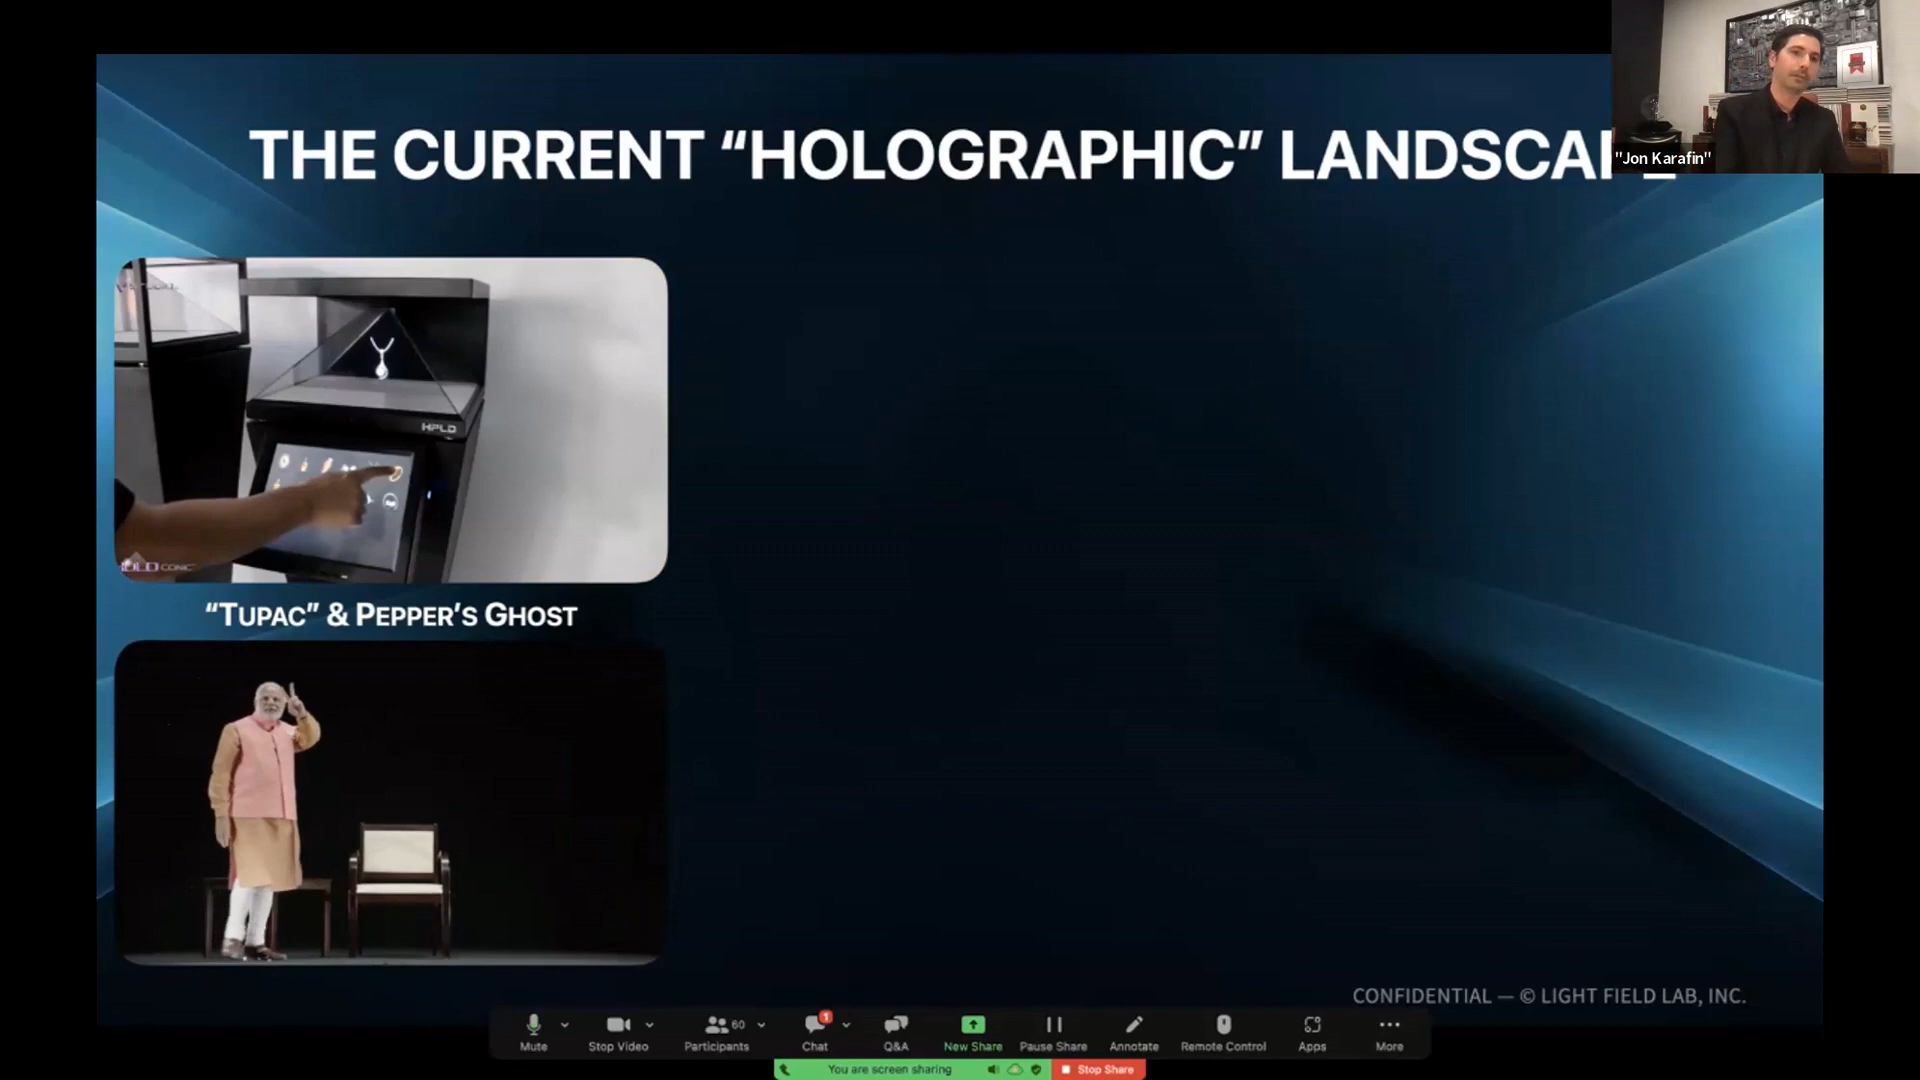 THE CURRENT “HOLOGRAPHIC” LANDSCAPE
"Jon Karafin"
HPLD
“TUPAC” & PEPPER’S GHOST
CONFIDENTIAL — © LIGHT FIELD LAB, INC.
60
1
Mute
Stop Video
Participants
Chat
Q&A
New Share
Pause Share
Annotate
Remote Control
Apps
More
You are screen sharing
Stop Share